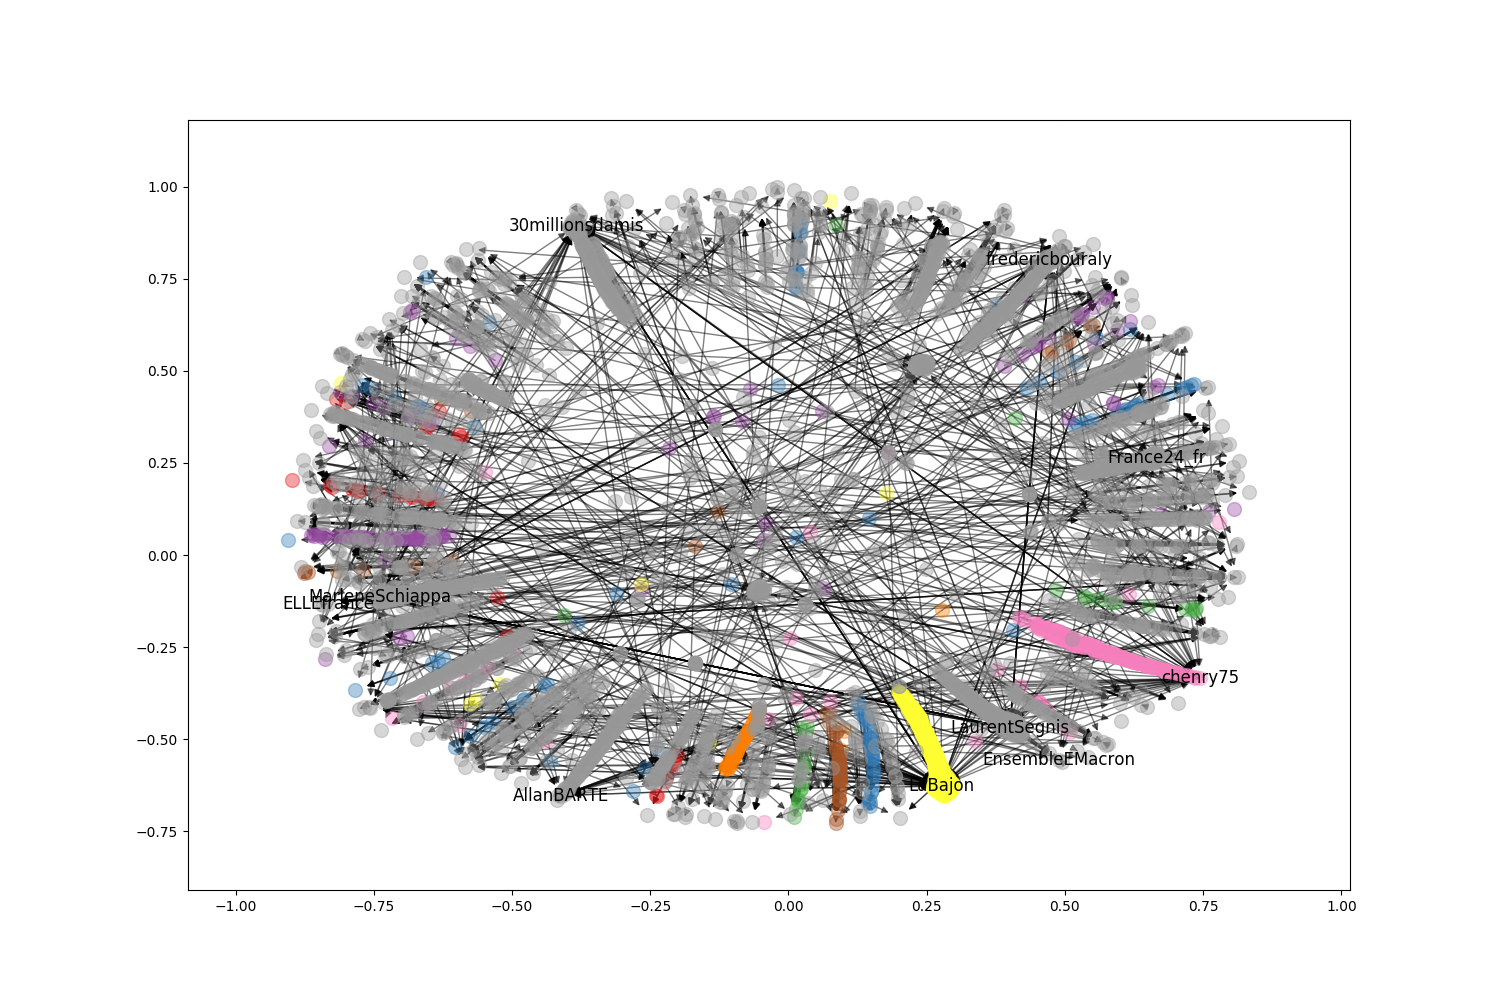 1.00
0.75
0.50
0.25
0.00
−0.25
−0.50
−0.75
30millionsdamis
fredericbouraly
France24_fr
MarleneSchiappa
ELLEfrance
chenry75
LaurentSegnis
EnsembleEMacron
LaBajon
AllanBARTE
−1.00 −0.75 −0.50 −0.25 0.00 0.25 0.50 0.75 1.00